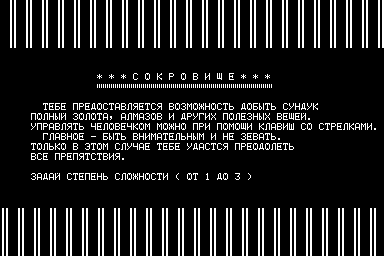 ***СОКРОВИЩЕ***
ТЕБЕ ПРЕДОСТАВЛЯЕТСЯ ВОЗМОЖНОСТЬ ДОБЫТЬ СУНДУК
ПОЛНЫЙ ЗОЛОТА, АЛМАЗОВ И ДРУГИХ ПОЛЕЗНЫХ ВЕЩЕЙ.
УПРАВЛЯТЬ ЧЕЛОВЕЧКОМ МОЖНО ПРИ ПОМОЩИ КЛАВИШ СО СТРЕЛКАМИ.
ГЛАВНОЕ - БЫТЬ ВНИМАТЕЛЬНЫМ И НЕ ЗЕВАТЬ.
ТОЛЬКО В ЭТОМ СЛУЧАЕ ТЕБЕ УДАСТСЯ ПРЕОДОЛЕТЬ
ВСЕ ПРЕПЯТСТВИЯ.
ЗАДАЙ СТЕПЕНЬ СЛОЖНОСТИ ( ОТ 1 ДО 3 )